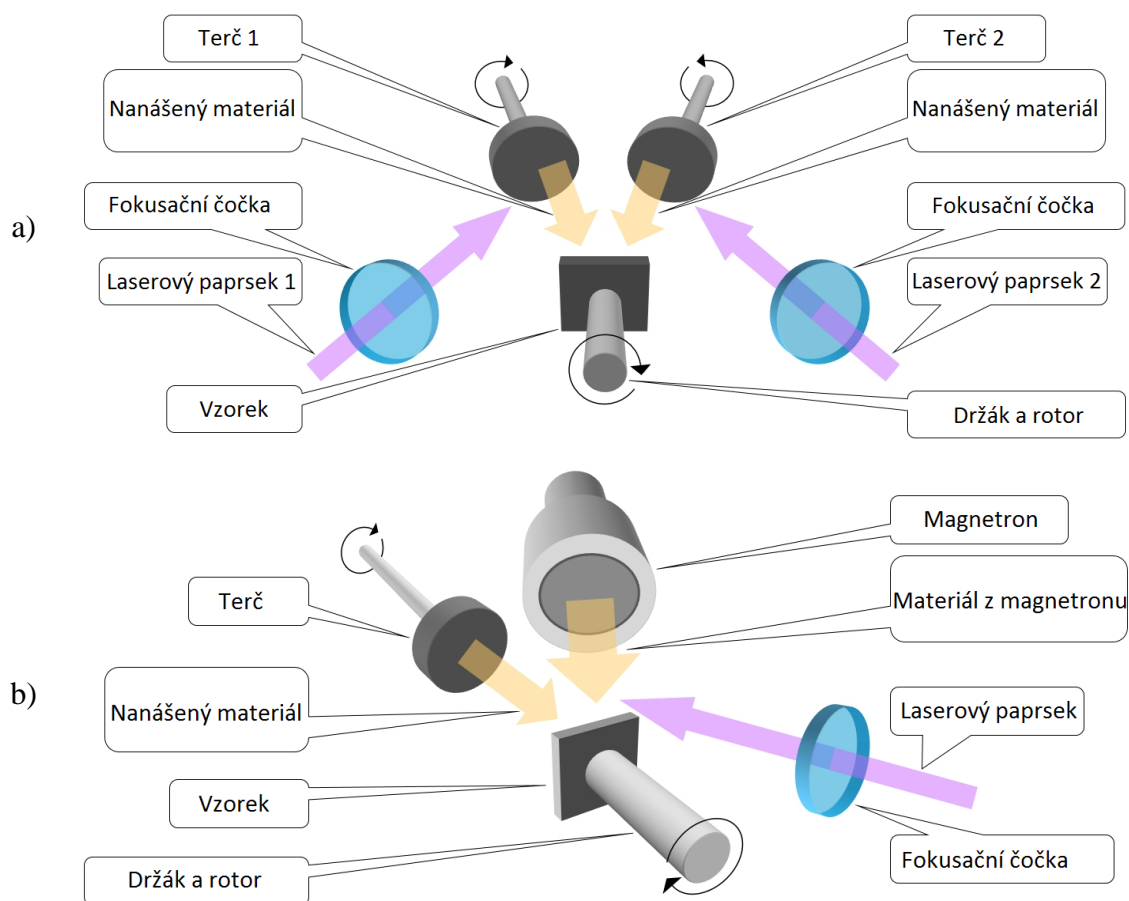 Terč 1
Terč 2
Nanášený materiál
Nanášený materiál
Fokusační čočka
Fokusační čočka
a)
Laserový paprsek 1
Laserový paprsek 2
Vzorek
Držák a rotor
Magnetron
Terč
Materiál z magnetronu
b)
Nanášený materiál
Laserový paprsek
Vzorek
Držák a rotor
Fokusační čočka